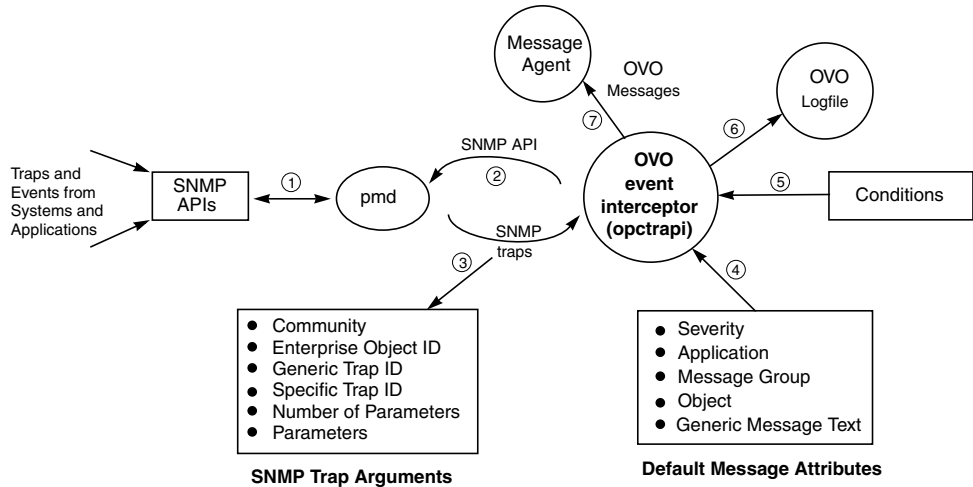 Message
Agent
OVO
Messages
OVO
Logfile
7
6
SNMP API
2
OVO
event
interceptor
(opctrapi)
Traps and
Events from
Systems and
Applications
SNMP
APIs
1
pmd
5
Conditions
SNMP
traps
3
4
Community
Enterprise Object ID
Generic Trap ID
Specific Trap ID
Number of Parameters
Parameters
SNMP Trap Arguments
Severity
Application
Message Group
Object
Generic Message Text
Default Message Attributes